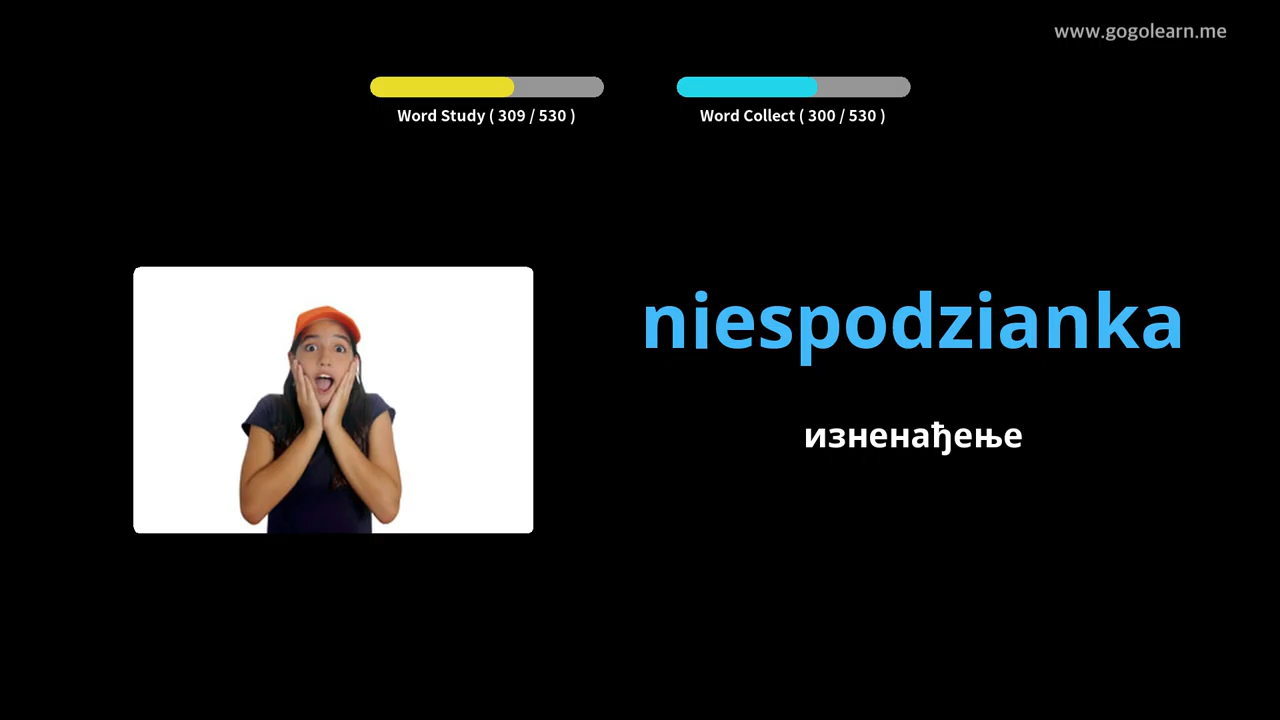 www.gogolearn.me
Word Study ( 309 / 530 )
Word Collect ( 300 / 530 )
niespodzianka
изненађење